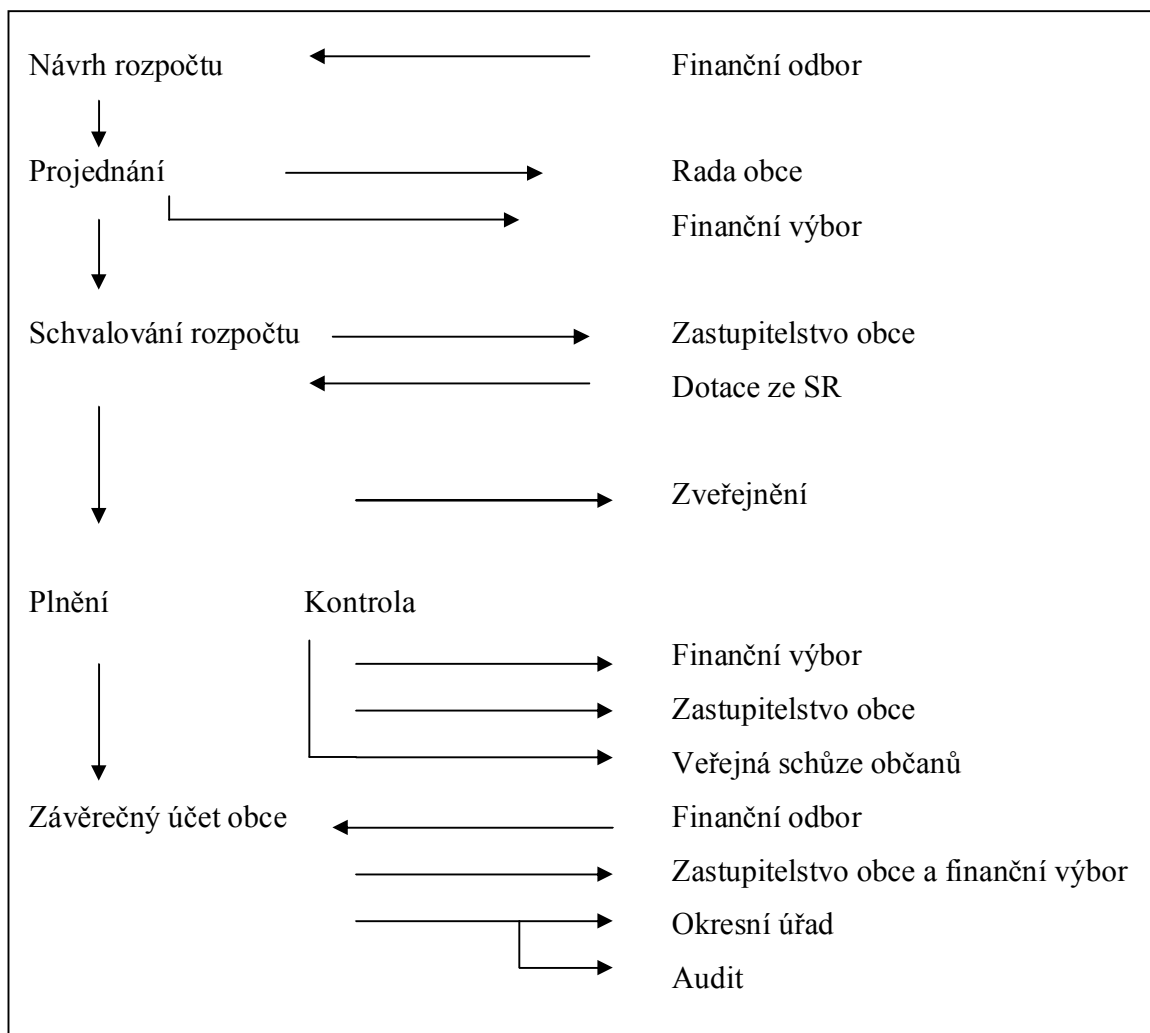 Návrh rozpočtu Finanční odbor
Projednání Rada obce
Finanční výbor
Schvalování rozpočtu Zastupitelstvo obce
Dotace ze SR
Zveřejnění
Plnění Kontrola
Finanční výbor
Zastupitelstvo obce
Veřejná schůze občanů
Závěrečný účet obce Finanční odbor
Zastupitelstvo obce a finanční výbor
Okresní úřad
Audit